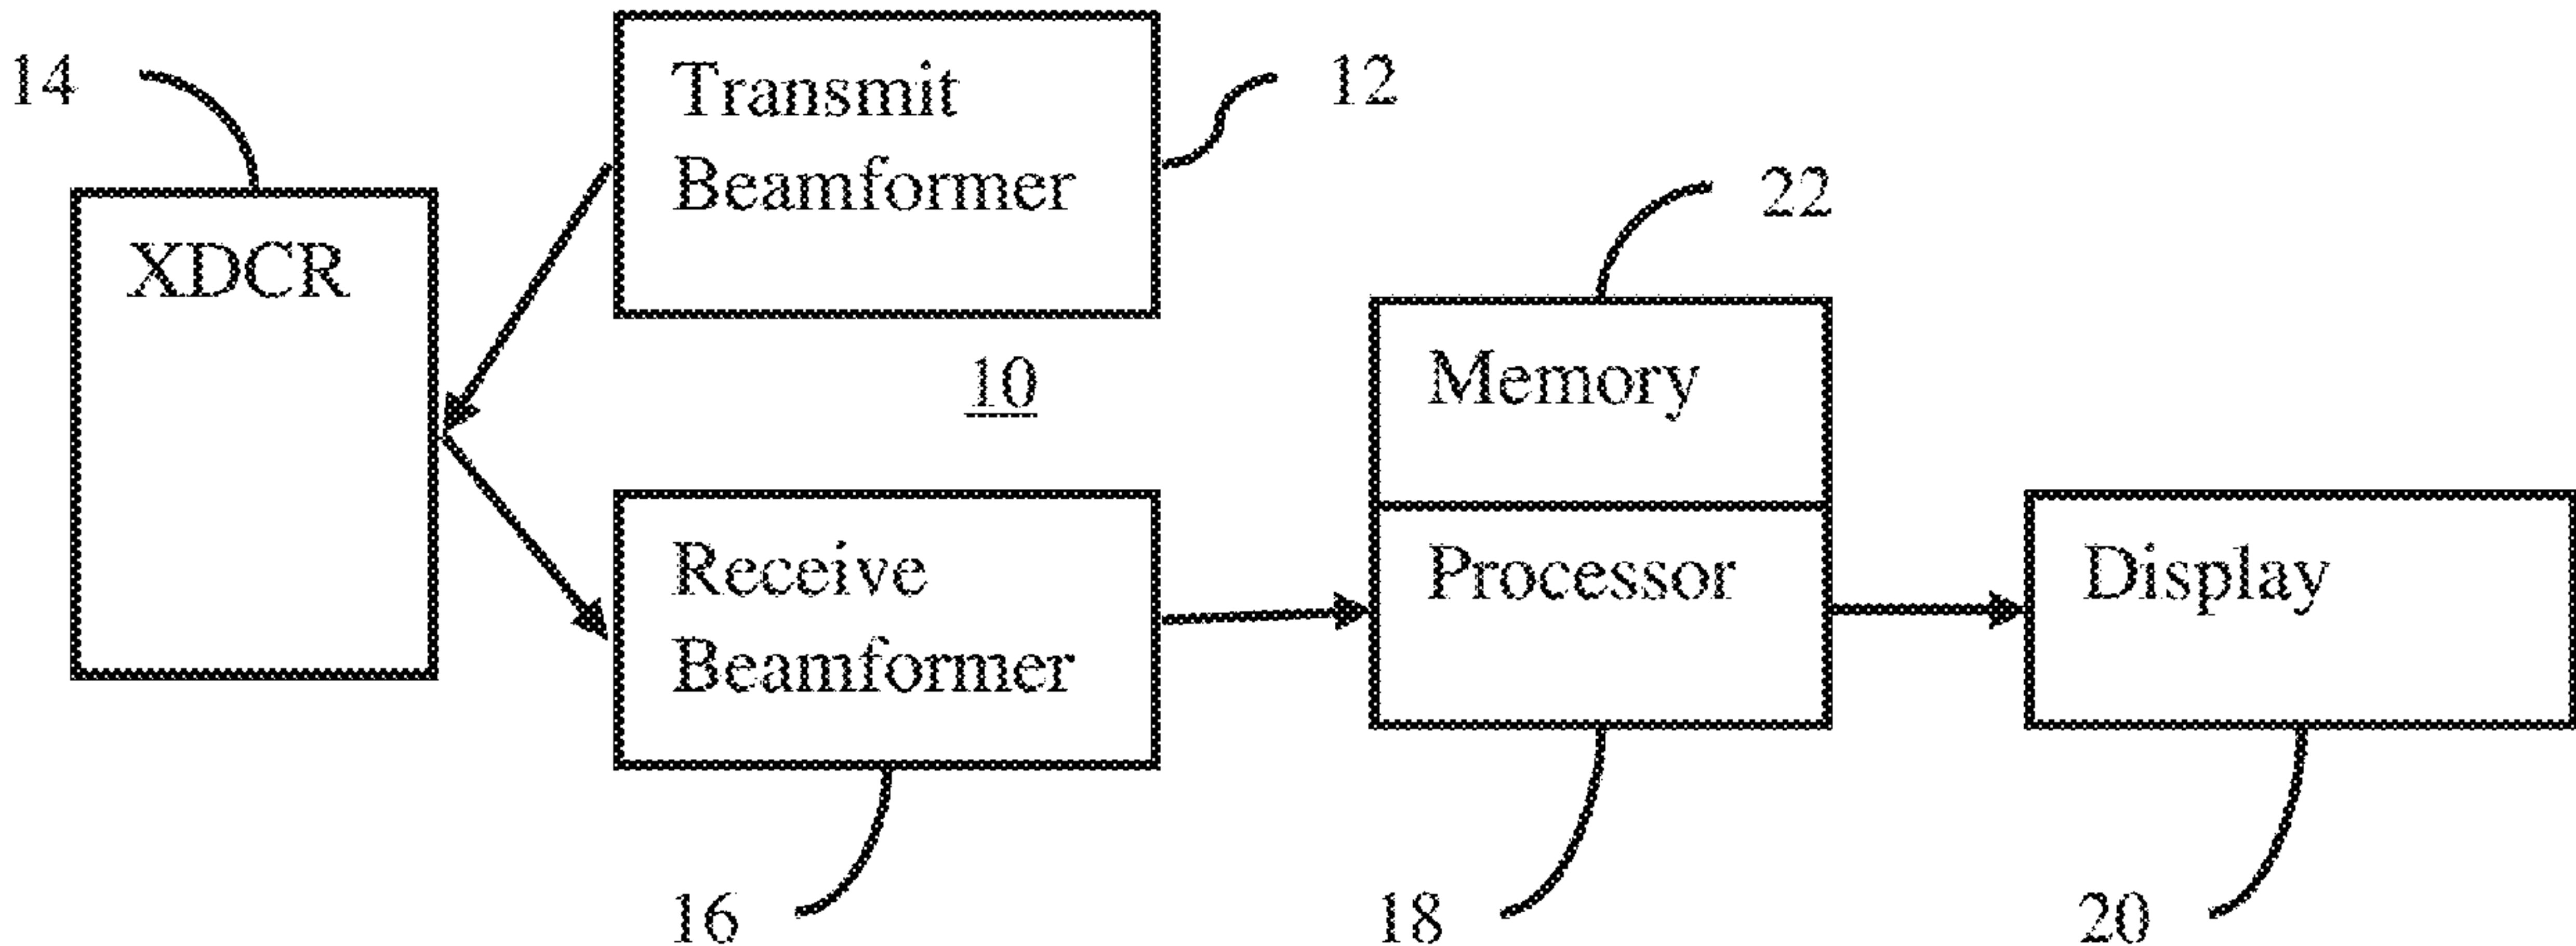 14
Transmit
Beamformer
12
XDCR
22
10
Memory
Receive
Beamformer
Processor
Display
16
18
20